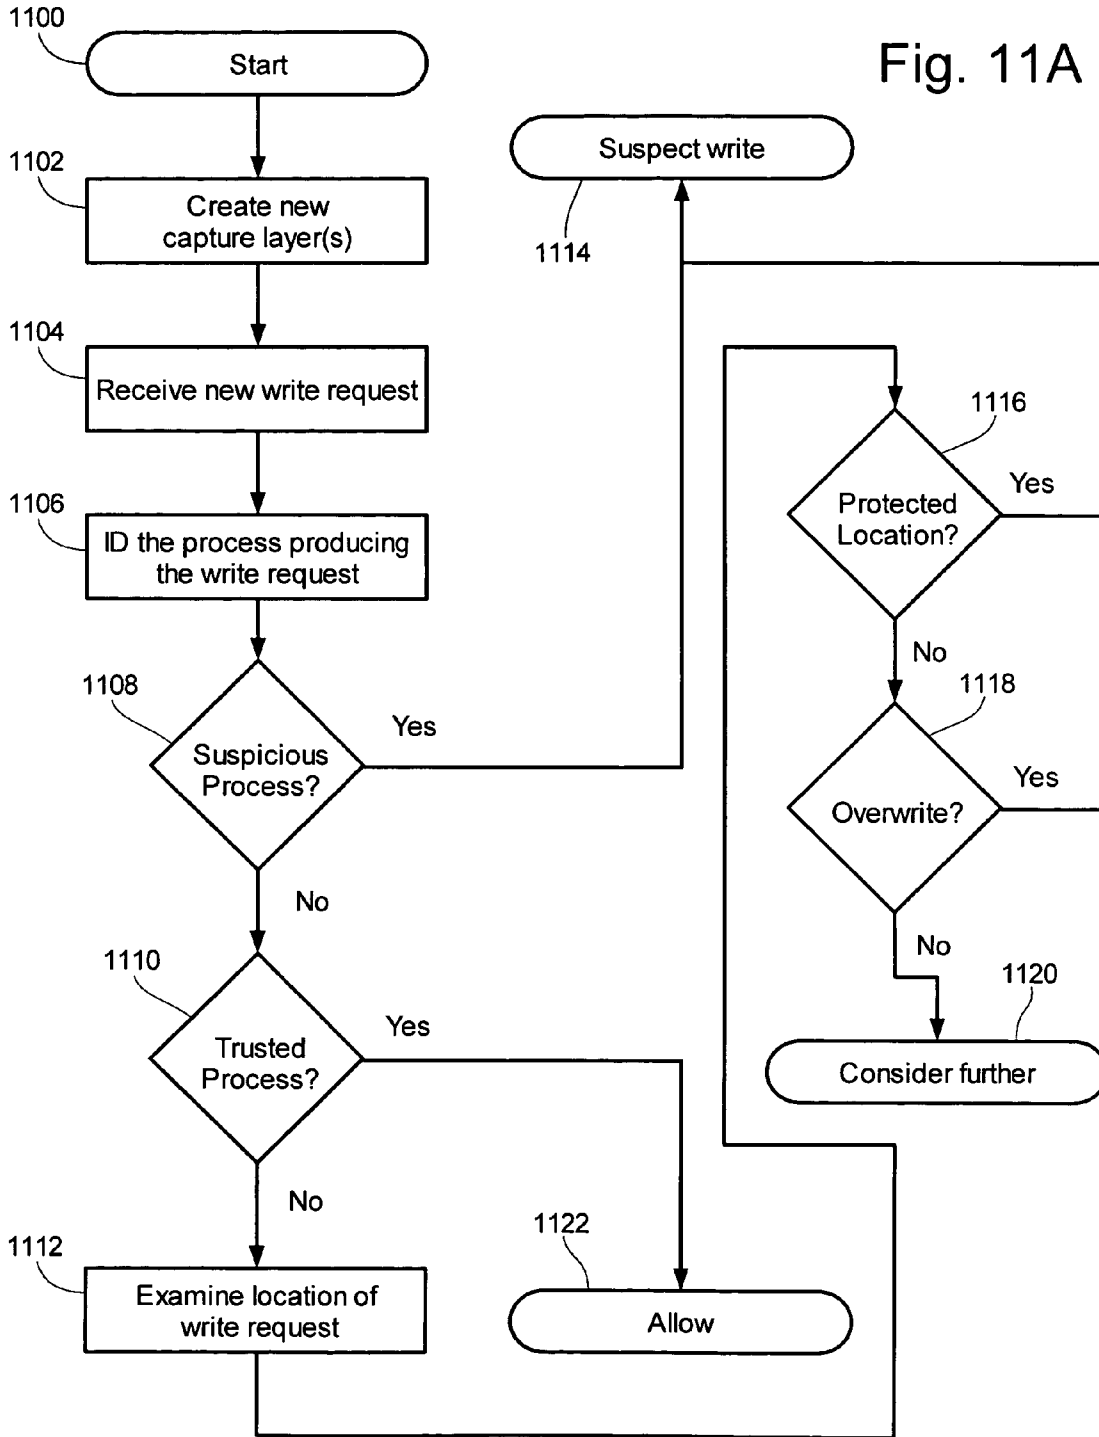 1100
Start
Fig. 11A
1102
Create new
capture layer(s)
Suspect write
1114
1104
Receive new write request
1106
ID the process producing
the write request
1108
Suspicious
Process?
Yes
No
1110
Trusted
Process?
Yes
No
1112
Examine location of
write request
1122
Allow
1116
Protected
Location?
Yes
No
1118
Overwrite?
Yes
No
1120
Consider further